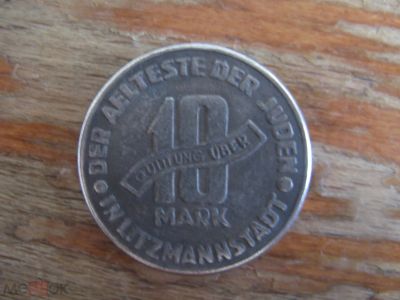 DER AELTESTE DER JUDEN
10
QUITTUNG ÜBER
MARK
IN LITZMANNSTADT